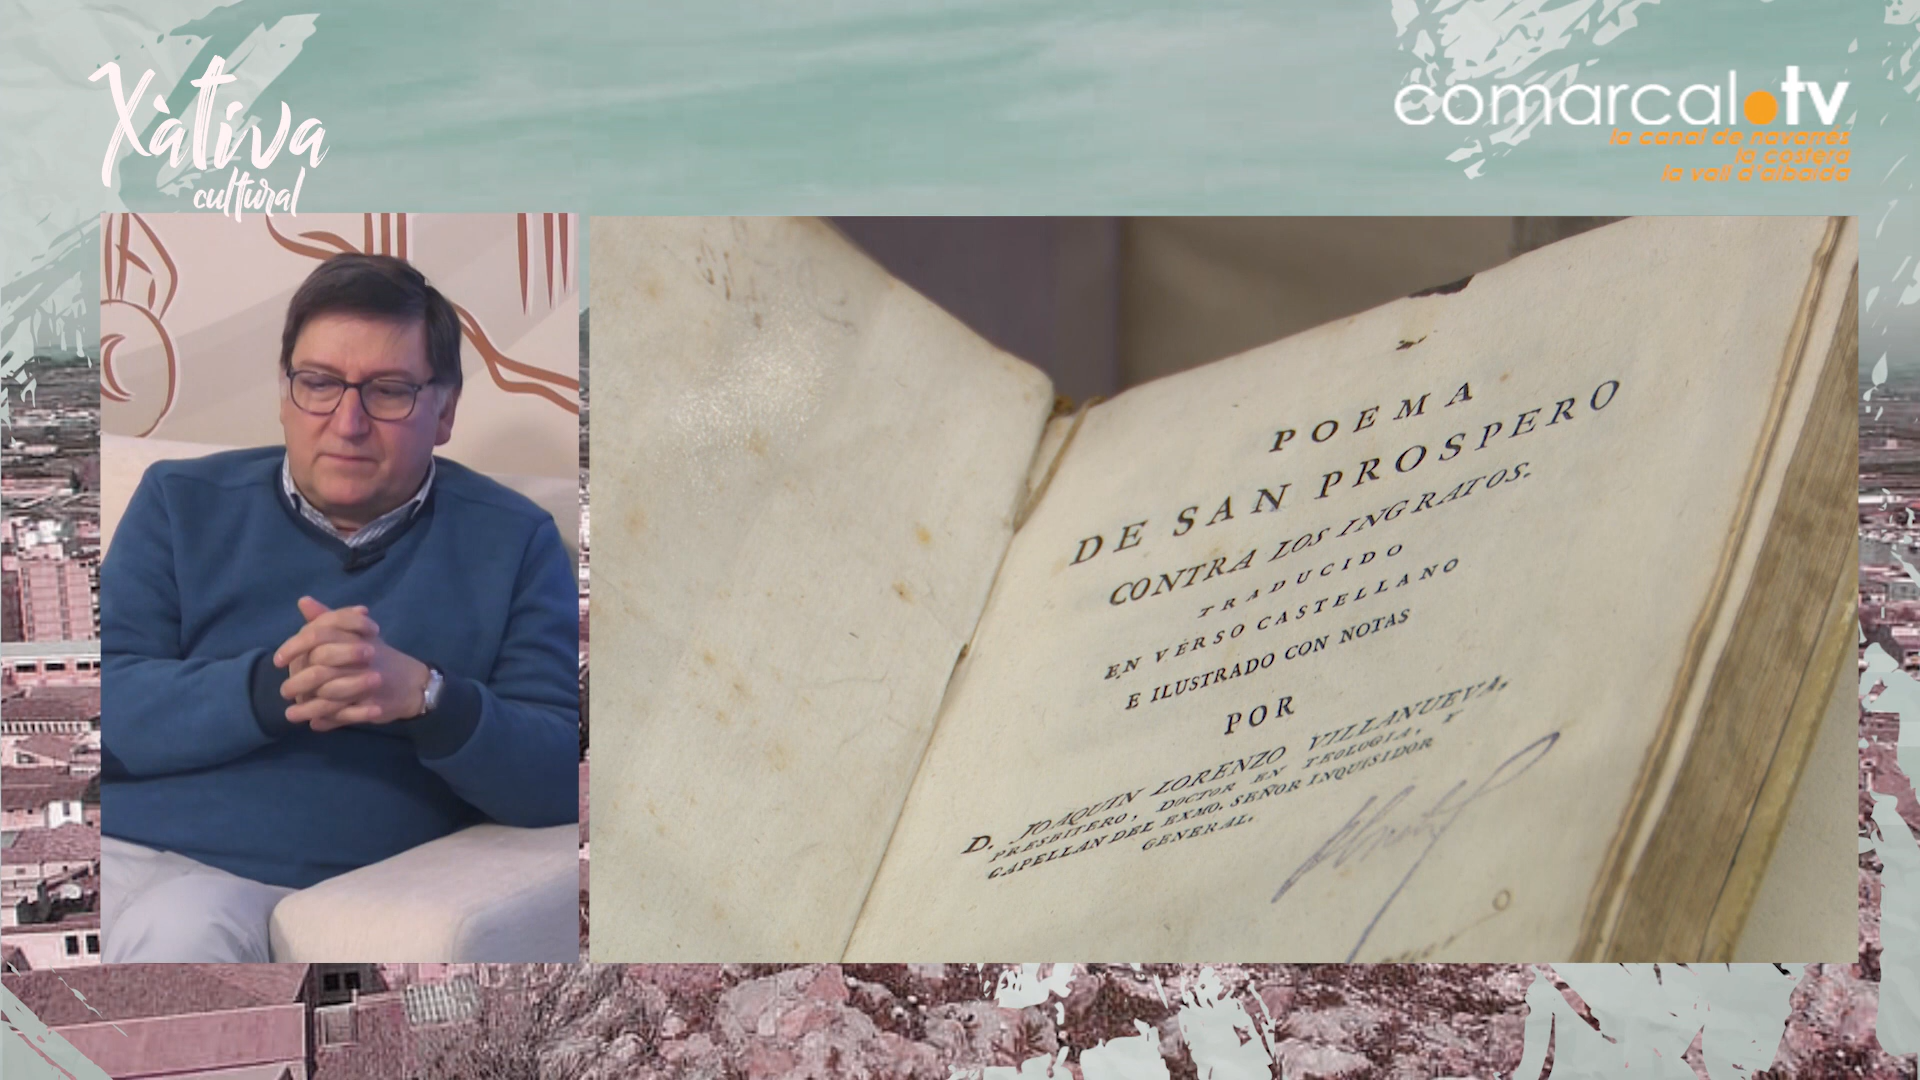 Xàtiva
cultural
comarcal.tv
la canal de navarrés
la costera
la vall d'albaida
POEMA
DE SAN PROSPERO
CONTRA LOS INGRATOS.
TRADUCIDO
EN VERSO CASTELLANO
E ILUSTRADO CON NOTAS
POR
D. JOAQUIN LORENZO VILLANUEVA,
PRESBITERO, DOCTOR EN TEOLOGIA, Y
CAPELLAN DEL EXMO. SEÑOR INQUISIDOR
GENERAL.